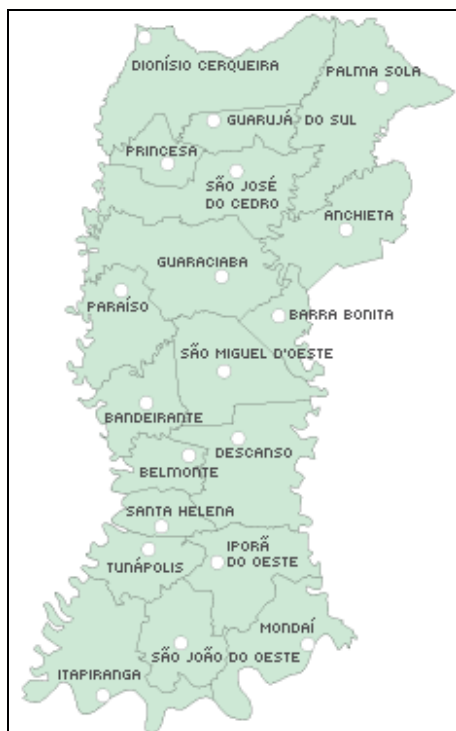 DIONÍSIO CERQUEIRA
PALMA SOLA
GUARUJÁ DO SUL
PRINCESA
SÃO JOSÉ
DO CEDRO
ANCHIETA
GUARACIABA
PARAÍSO
BARRA BONITA
SÃO MIGUEL D'OESTE
BANDEIRANTE
DESCANSO
BELMONTE
SANTA HELENA
IPORÃ
DO OESTE
TUNÁPOLIS
MONDAÍ
SÃO JOÃO DO OESTE
ITAPIRANGA